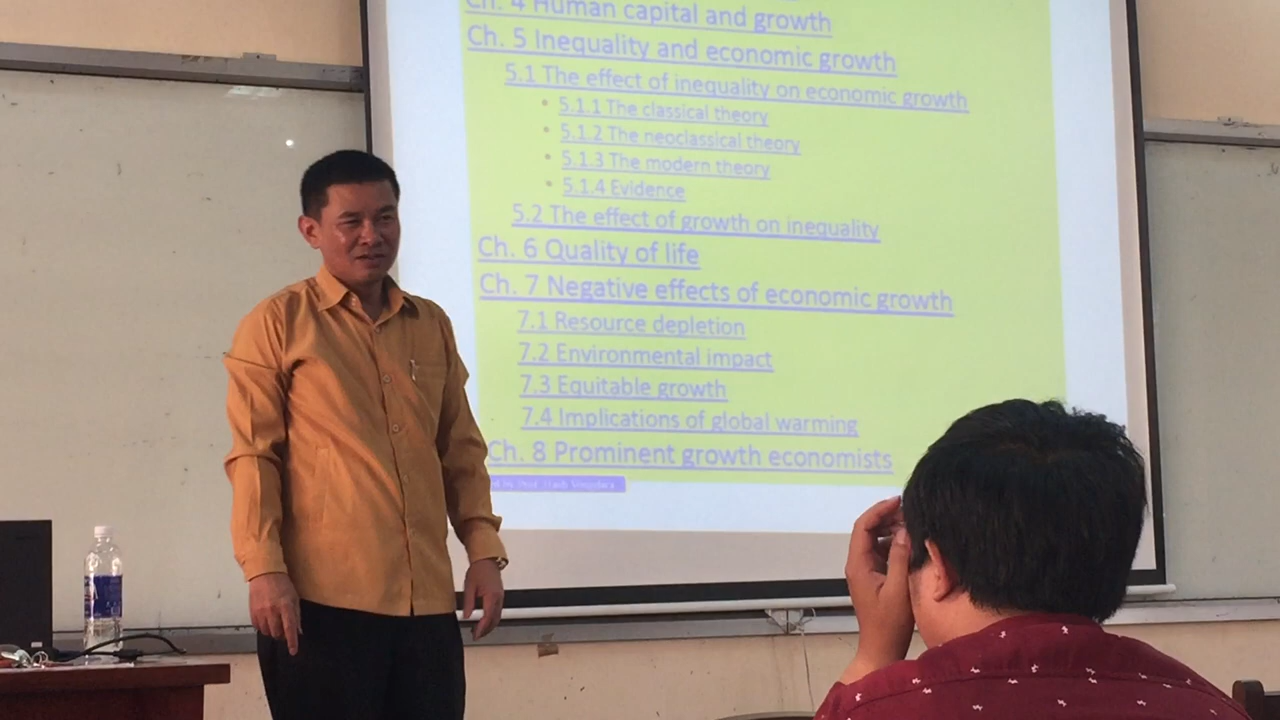 Ch. 4 Human capital and growth
Ch. 5 Inequality and economic growth
5.1 The effect of inequality on economic growth
• 5.1.1 The classical theory
• 5.1.2 The neoclassical theory
• 5.1.3 The modern theory
• 5.1.4 Evidence
5.2 The effect of growth on inequality
Ch. 6 Quality of life
Ch. 7 Negative effects of economic growth
7.1 Resource depletion
7.2 Environmental impact
7.3 Equitable growth
7.4 Implications of global warming
Ch. 8 Prominent growth economists
by Prof.